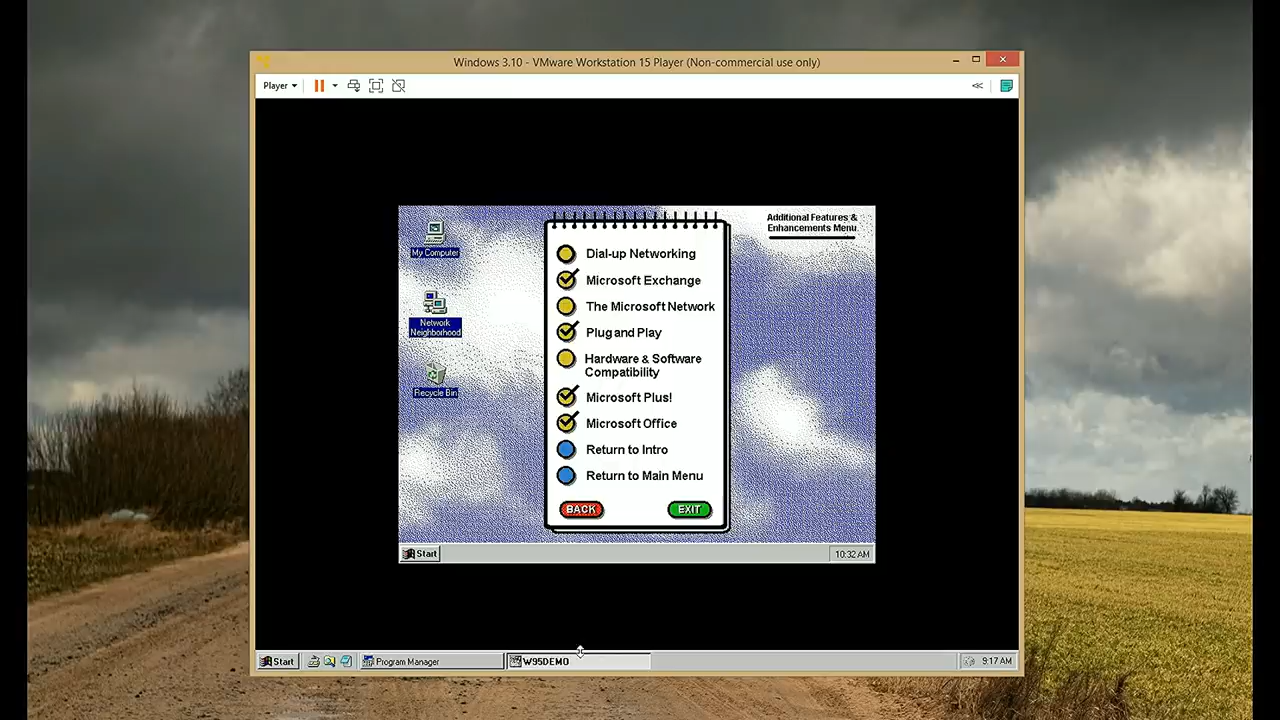 Windows 3.10 - VMware Workstation 15 Player (Non-commercial use only)
Player
Additional Features &
Enhancements Menu
My Computer
Network
Neighborhood
Recycle Bin
Dial-up Networking
Microsoft Exchange
The Microsoft Network
Plug and Play
Hardware & Software
Compatibility
Microsoft Plus!
Microsoft Office
Return to Intro
Return to Main Menu
BACK
EXIT
Start
10:32 AM
Start
Program Manager
W95DEMO
9:17 AM